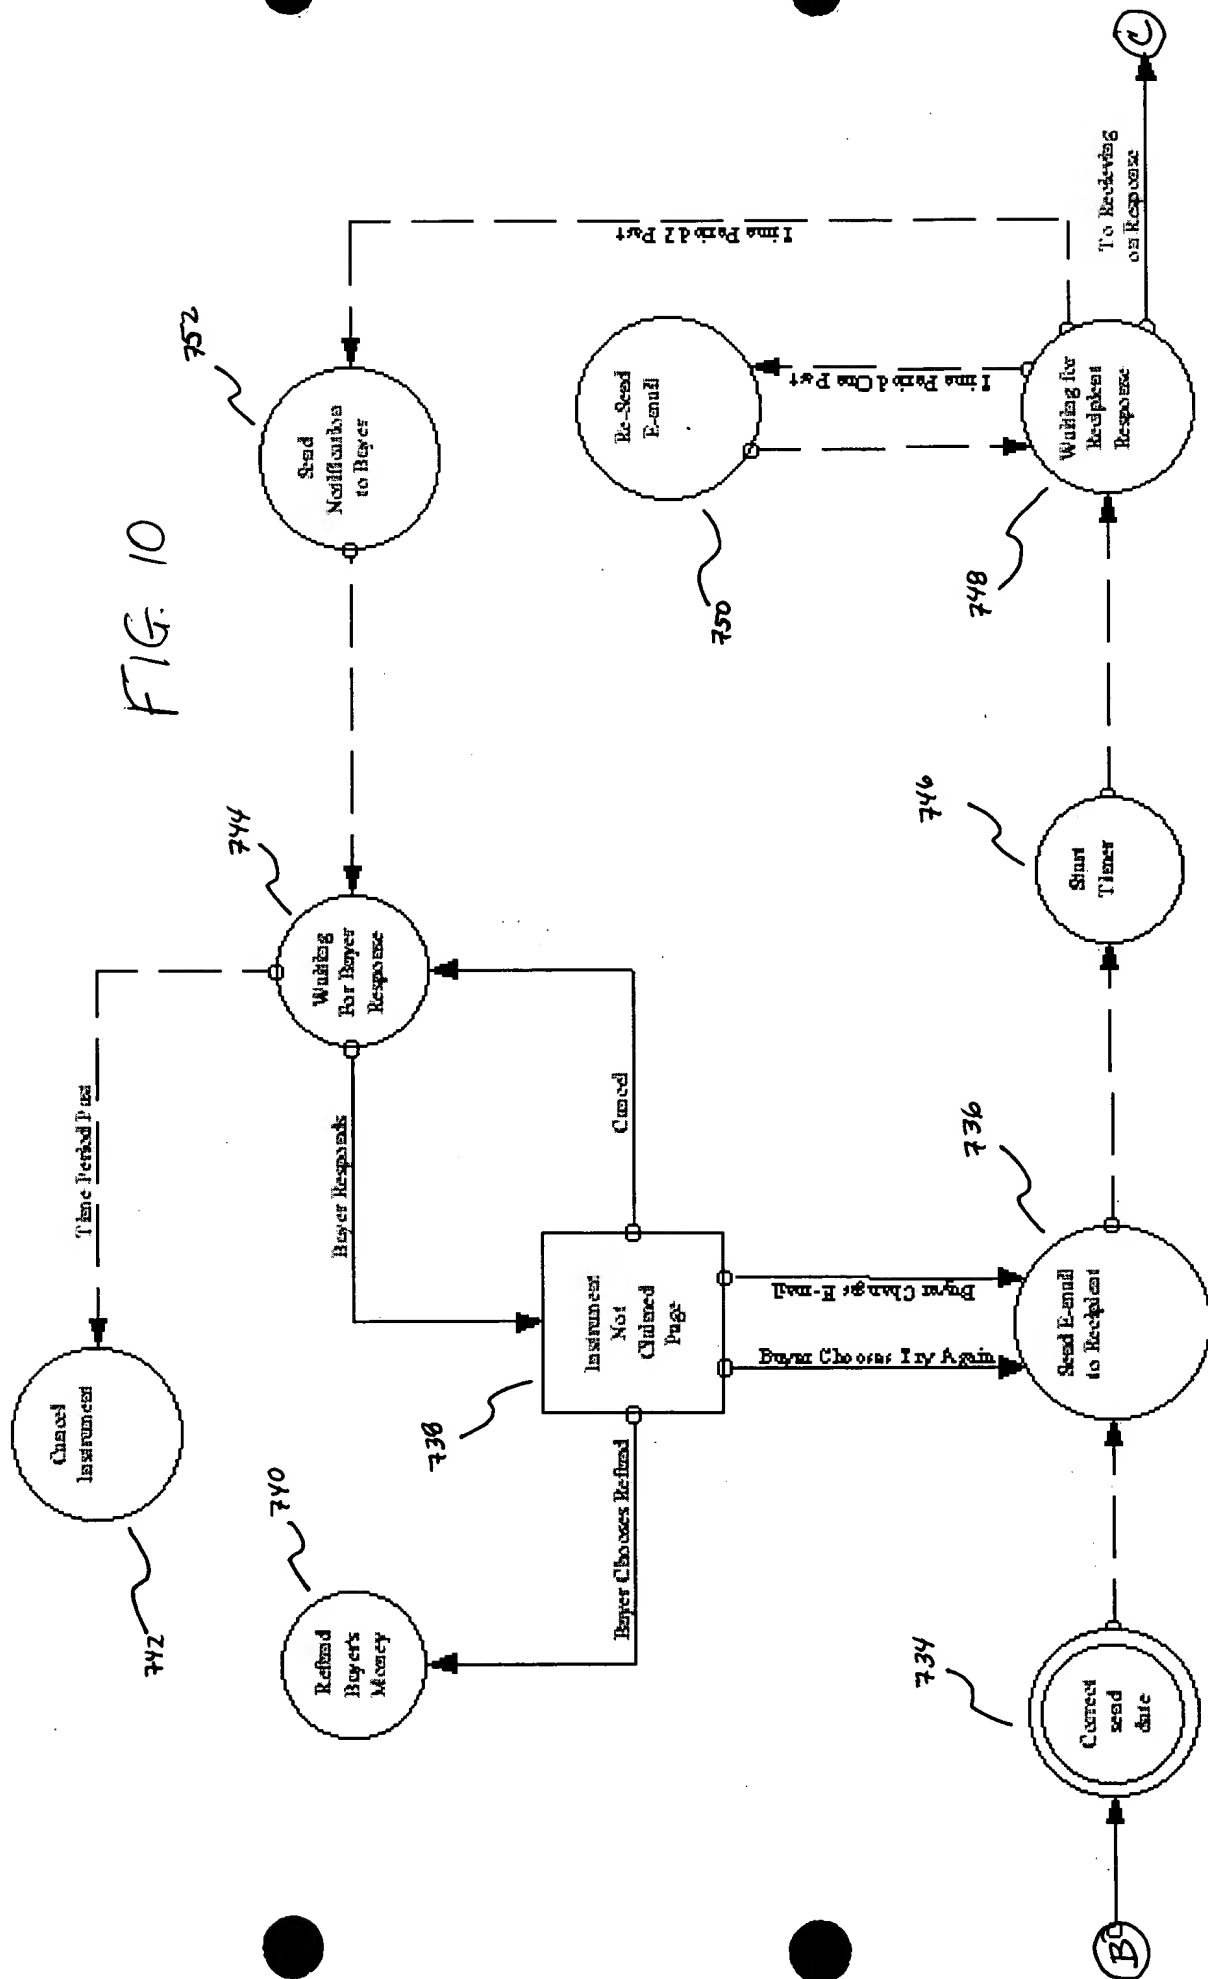 FIG. 10
742
Cancel
Instrument
Time Period Past
740
Refund
Buyer's
Money
Buyer Responds
744
Waiting
For Buyer
Response
752
Send
Notification
to Buyer
Buyer Chooses Refund
738
Instrument
Not
Claimed
Page
Cancel
Time Period 2 Past
Buyer Chooses Try Again
Buyer Changes E-mail
750
Re-Send
E-mail
Time Period One Past
B
734
Correct
send
date
736
Send E-mail
to Recipient
746
Start
Timer
748
Waiting for
Recipient
Response
To Recieving
on Response
C